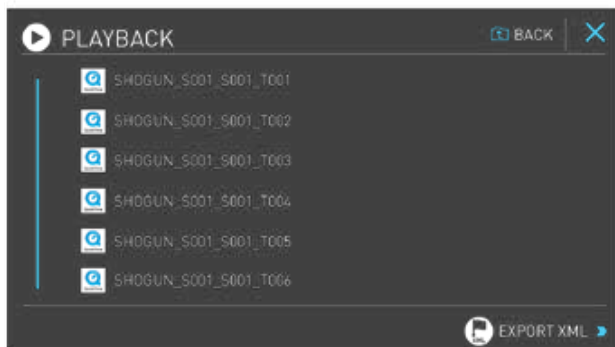 PLAYBACK
BACK
SHOGUN_S001_S001_T001
SHOGUN_S001_S001_T002
SHOGUN_S001_S001_T003
SHOGUN_S001_S001_T004
SHOGUN_S001_S001_T005
SHOGUN_S001_S001_T006
EXPORT XML